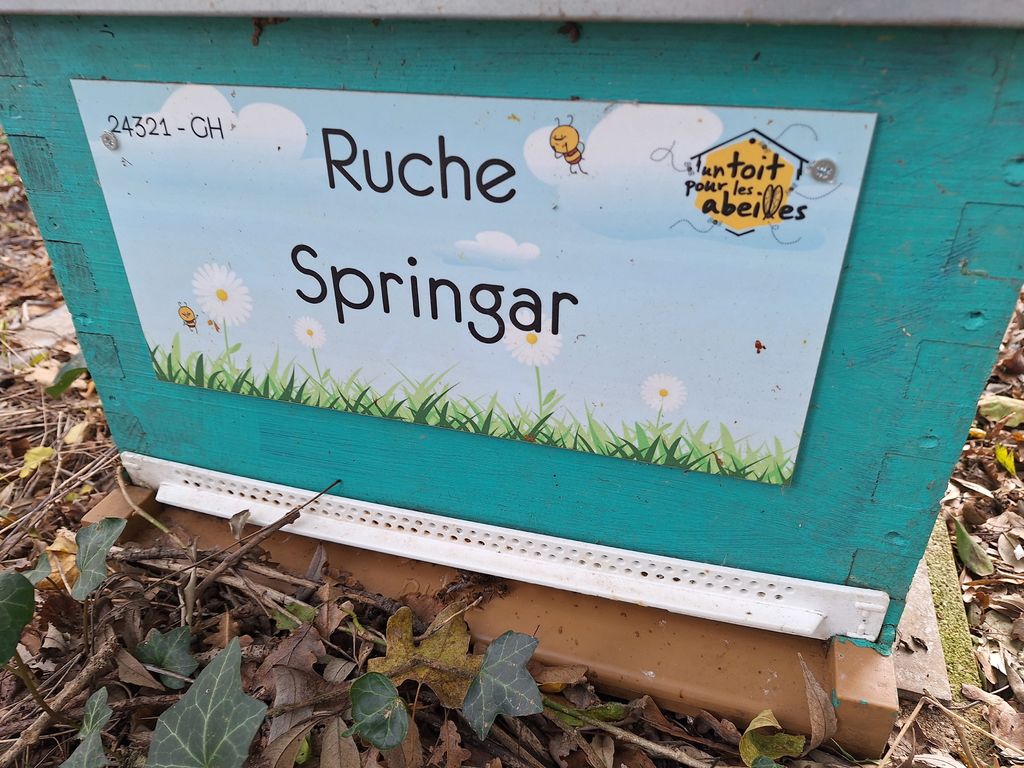 24321 - GH
Ruche
Springar
un toit
pour les
abeilles